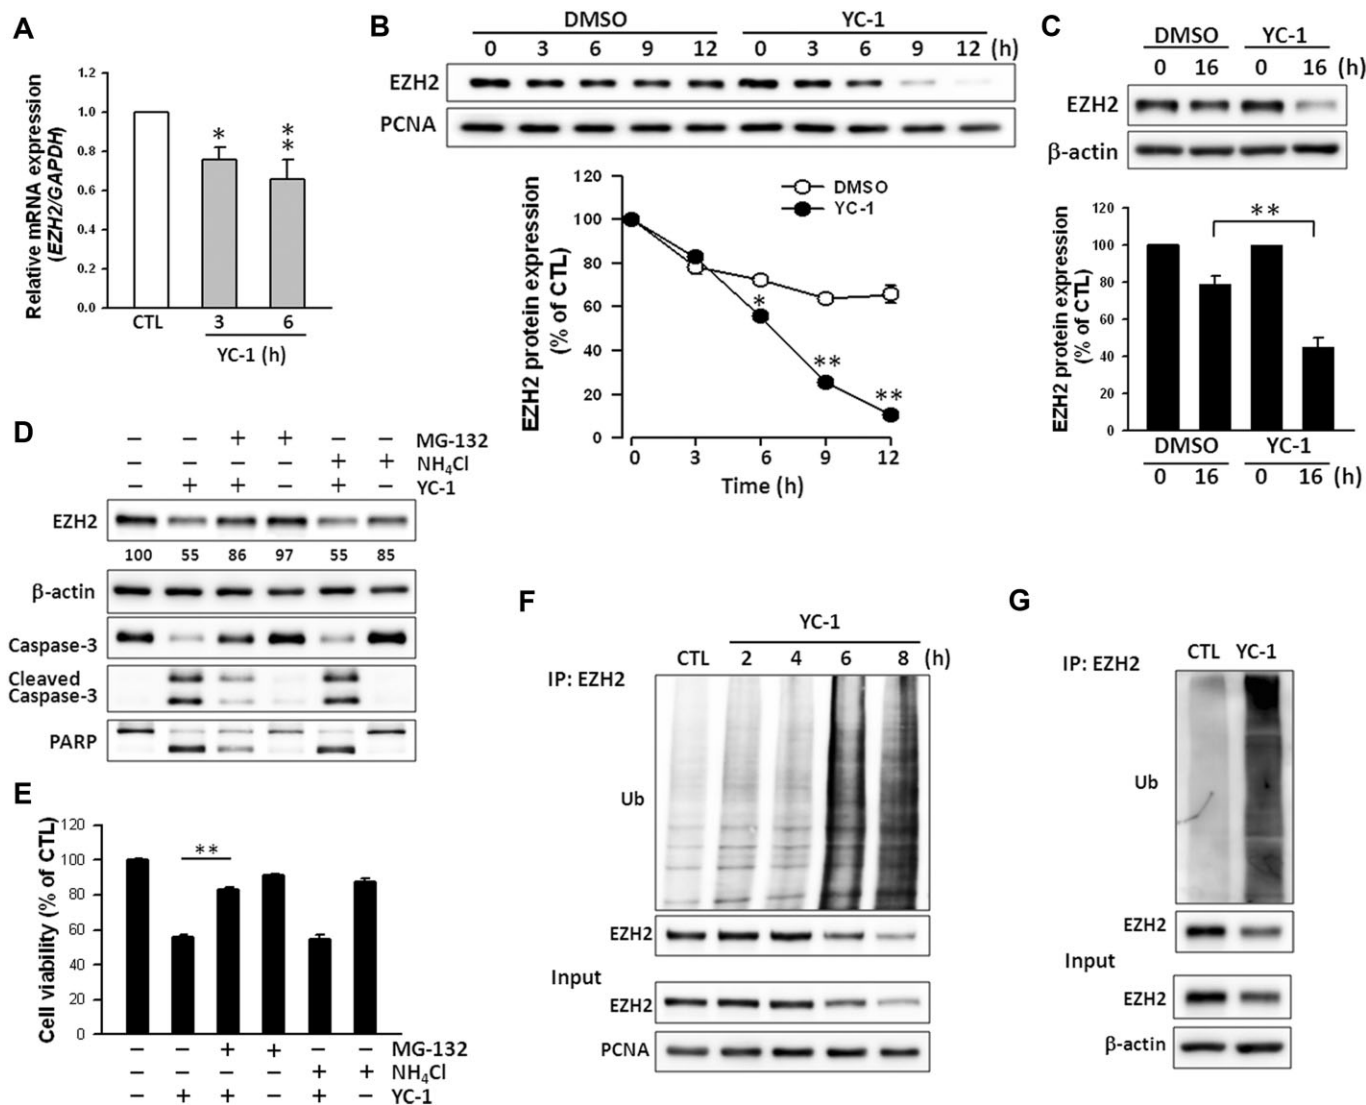 A
Relative mRNA expression
(EZH2/GAPDH)
1.2
1.0
0.8
0.6
0.4
0.2
0.0
* **
CTL 3 6
YC-1 (h)
B
DMSO YC-1
0 3 6 9 12 0 3 6 9 12 (h)
EZH2
PCNA
EZH2 protein expression
(% of CTL)
120
100
80
60
40
20
0
DMSO
YC-1
*
**
**
0 3 6 9 12
Time (h)
C
DMSO YC-1
0 16 0 16 (h)
EZH2
β-actin
EZH2 protein expression
(% of CTL)
120
100
80
60
40
20
0
**
DMSO YC-1
0 16 0 16 (h)
D
− − + + − − MG-132
− − − − + + NH4Cl
− + + − + − YC-1
EZH2
100 55 86 97 55 85
β-actin
Caspase-3
Cleaved
Caspase-3
PARP
E
Cell viability (% of CTL)
120
100
80
60
40
20
0
**
− − + + − − MG-132
− − − − + + NH4Cl
− + + − + − YC-1
F
YC-1
CTL 2 4 6 8 (h)
IP: EZH2
Ub
EZH2
Input
EZH2
PCNA
G
CTL YC-1
IP: EZH2
Ub
EZH2
Input
EZH2
β-actin